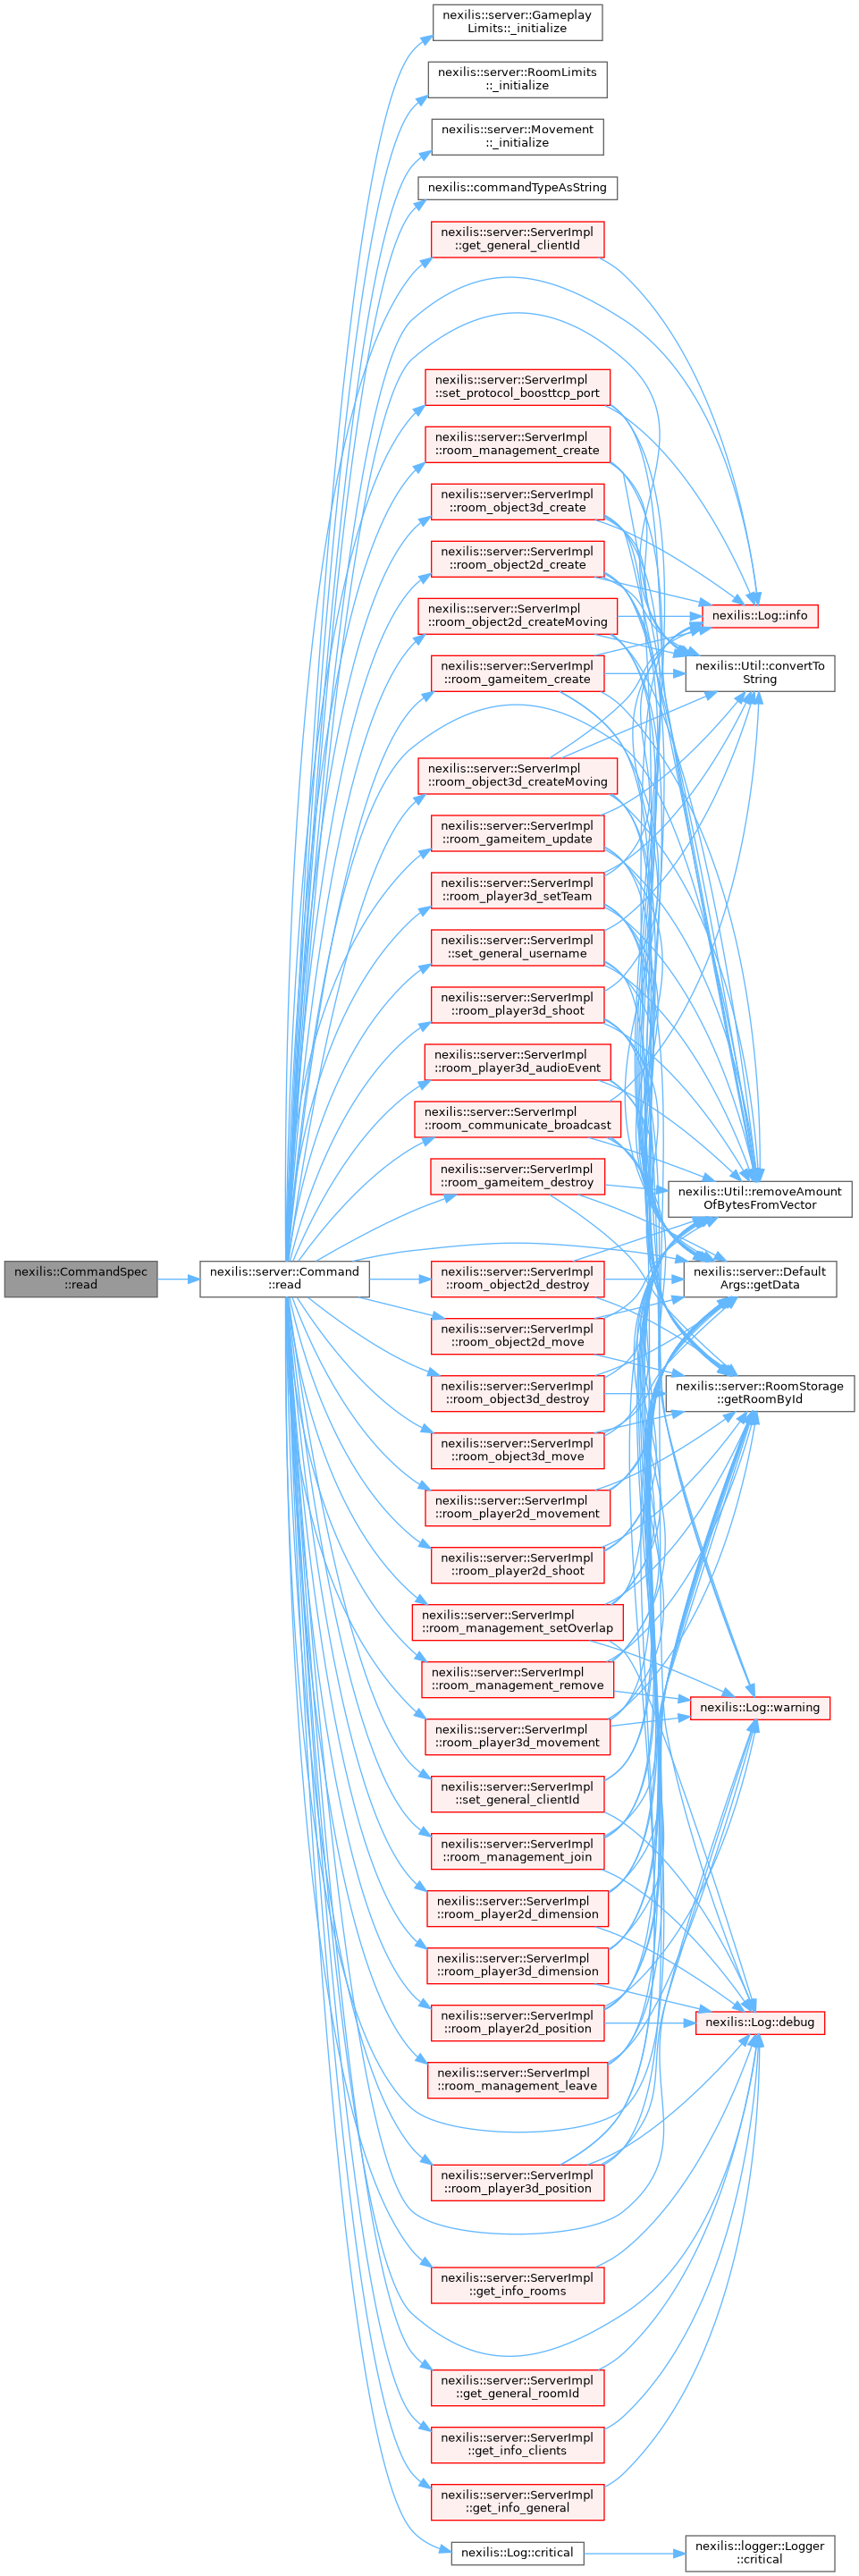 nexilis::server::Gameplay
Limits::_initialize
nexilis::server::RoomLimits
::_initialize
nexilis::server::Movement
::_initialize
nexilis::commandTypeAsString
nexilis::server::ServerImpl
::get_general_clientId
nexilis::server::ServerImpl
::set_protocol_boosttcp_port
nexilis::server::ServerImpl
::room_management_create
nexilis::server::ServerImpl
::room_object3d_create
nexilis::server::ServerImpl
::room_object2d_create
nexilis::server::ServerImpl
::room_object2d_createMoving
nexilis::Log::info
nexilis::server::ServerImpl
::room_gameitem_create
nexilis::Util::convertTo
String
nexilis::server::ServerImpl
::room_object3d_createMoving
nexilis::server::ServerImpl
::room_gameitem_update
nexilis::server::ServerImpl
::room_player3d_setTeam
nexilis::server::ServerImpl
::set_general_username
nexilis::server::ServerImpl
::room_player3d_shoot
nexilis::server::ServerImpl
::room_player3d_audioEvent
nexilis::server::ServerImpl
::room_communicate_broadcast
nexilis::server::ServerImpl
::room_gameitem_destroy
nexilis::Util::removeAmount
OfBytesFromVector
nexilis::CommandSpec
::read
nexilis::server::Command
::read
nexilis::server::ServerImpl
::room_object2d_destroy
nexilis::server::Default
Args::getData
nexilis::server::ServerImpl
::room_object2d_move
nexilis::server::ServerImpl
::room_object3d_destroy
nexilis::server::RoomStorage
::getRoomById
nexilis::server::ServerImpl
::room_object3d_move
nexilis::server::ServerImpl
::room_player2d_movement
nexilis::server::ServerImpl
::room_player2d_shoot
nexilis::server::ServerImpl
::room_management_setOverlap
nexilis::server::ServerImpl
::room_management_remove
nexilis::Log::warning
nexilis::server::ServerImpl
::room_player3d_movement
nexilis::server::ServerImpl
::set_general_clientId
nexilis::server::ServerImpl
::room_management_join
nexilis::server::ServerImpl
::room_player2d_dimension
nexilis::server::ServerImpl
::room_player3d_dimension
nexilis::server::ServerImpl
::room_player2d_position
nexilis::Log::debug
nexilis::server::ServerImpl
::room_management_leave
nexilis::server::ServerImpl
::room_player3d_position
nexilis::server::ServerImpl
::get_info_rooms
nexilis::server::ServerImpl
::get_general_roomId
nexilis::server::ServerImpl
::get_info_clients
nexilis::server::ServerImpl
::get_info_general
nexilis::Log::critical
nexilis::logger::Logger
::critical